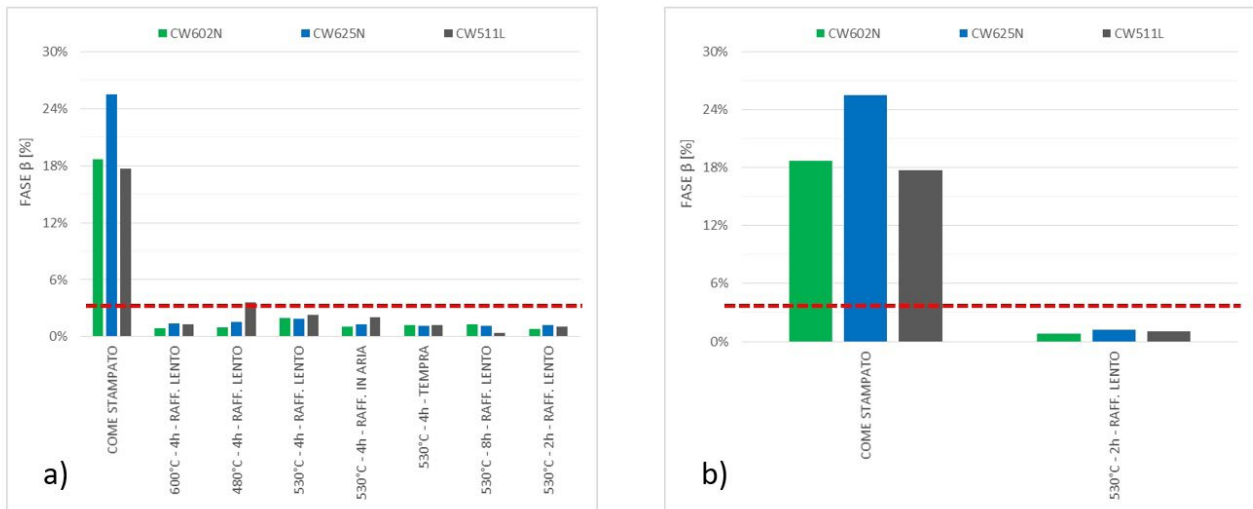 CW602N CW625N CW511L
30%
24%
18%
12%
6%
0%
FASE β [%]
COME STAMPATO
600°C - 4h - RAFF. LENTO
480°C - 4h - RAFF. LENTO
530°C - 4h - RAFF. LENTO
530°C - 4h - RAFF. IN ARIA
530°C - 4h - TEMPRA
530°C - 8h - RAFF. LENTO
530°C - 2h - RAFF. LENTO
a)
CW602N CW625N CW511L
30%
24%
18%
12%
6%
0%
FASE β [%]
COME STAMPATO
530°C - 2h - RAFF. LENTO
b)